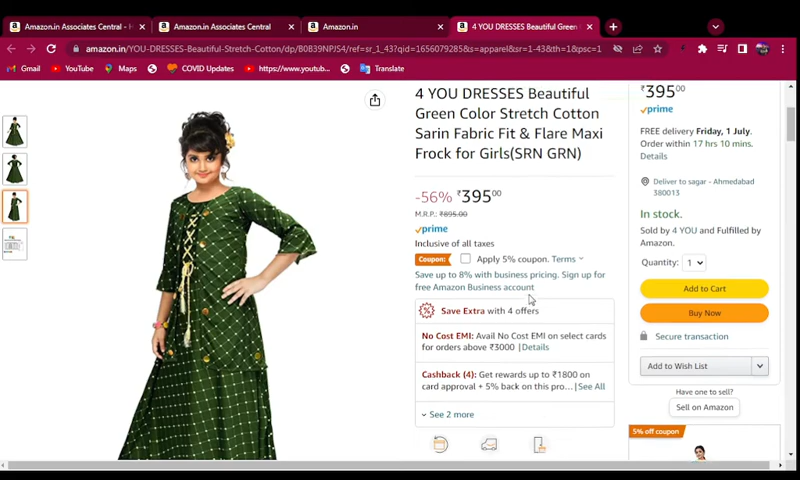 Amazon.in Associates Central - H
Amazon.in Associates Central
Amazon.in
4 YOU DRESSES Beautiful Green
amazon.in/YOU-DRESSES-Beautiful-Stretch-Cotton/dp/B0B39NPJS4/ref=sr_1_43?qid=1656079285&s=apparel&sr=1-43&th=1&psc=1
Gmail
YouTube
Maps
COVID Updates
https://www.youtub...
Translate
4 YOU DRESSES Beautiful
Green Color Stretch Cotton
Sarin Fabric Fit & Flare Maxi
Frock for Girls(SRN GRN)
-56% ₹395.00
M.R.P.: ₹895.00
prime
Inclusive of all taxes
Coupon: Apply 5% coupon. Terms
Save up to 8% with business pricing. Sign up for
free Amazon Business account
Save Extra with 4 offers
No Cost EMI: Avail No Cost EMI on select cards
for orders above ₹3000 |Details
Cashback (4): Get rewards up to ₹1800 on
card approval + 5% back on this pro... |See All
See 2 more
₹395.00
prime
FREE delivery Friday, 1 July.
Order within 17 hrs 10 mins.
Details
Deliver to sagar - Ahmedabad
380013
In stock.
Sold by 4 YOU and Fulfilled by
Amazon.
Quantity: 1
Add to Cart
Buy Now
Secure transaction
Add to Wish List
Have one to sell?
Sell on Amazon
5% off coupon